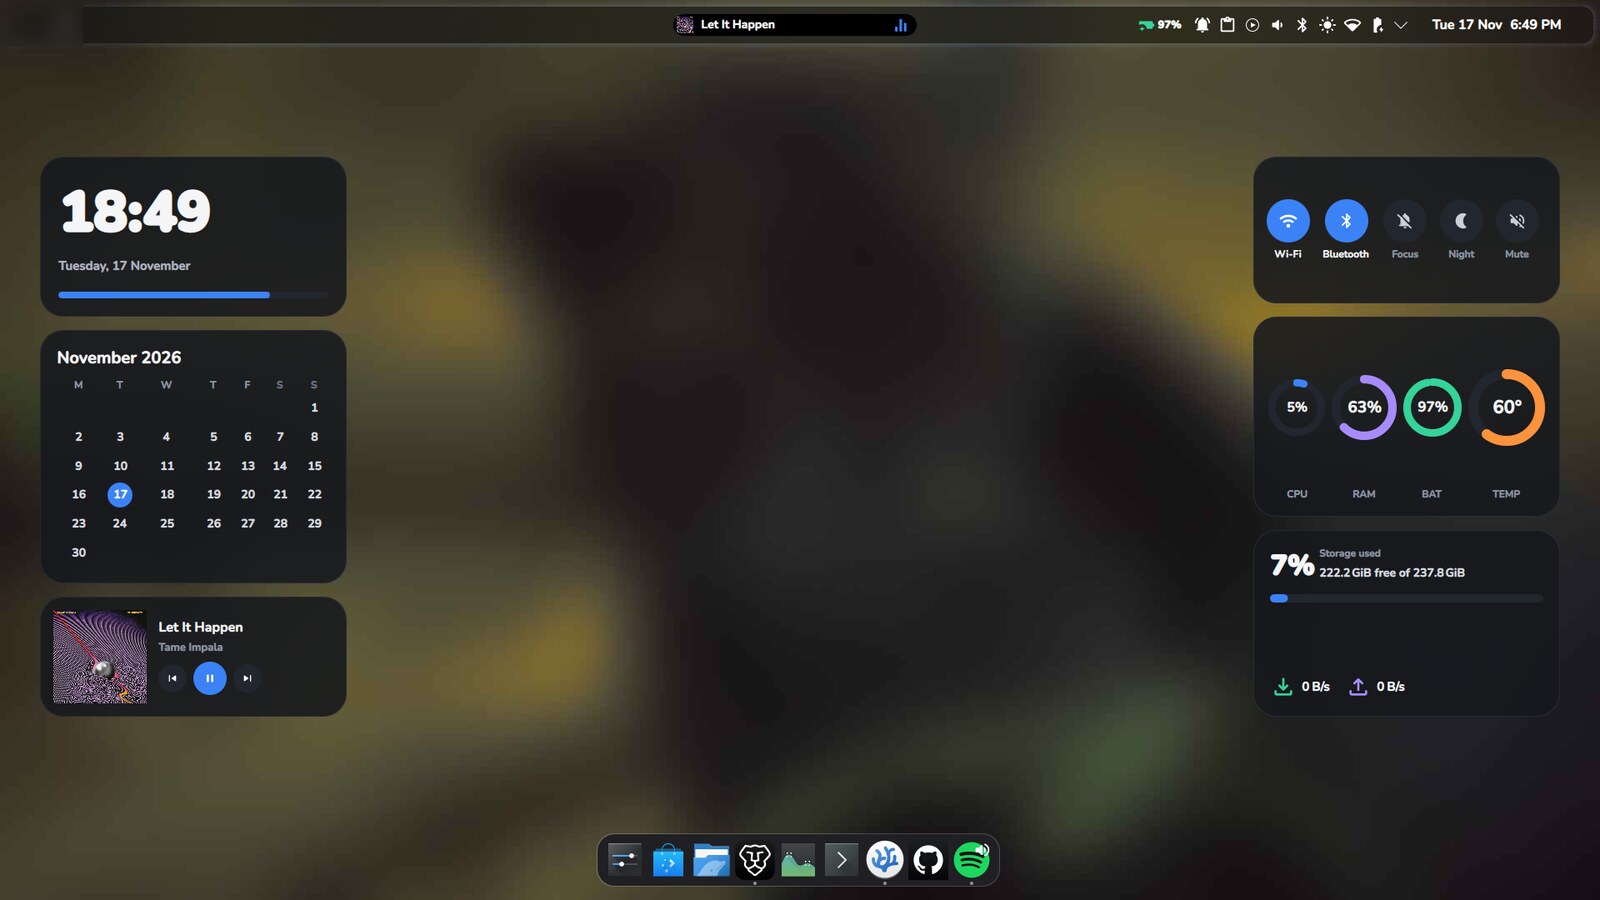 Let It Happen
97%
Tue 17 Nov 6:49 PM
18:49
Tuesday, 17 November
November 2026
M T W T F S S
1
2 3 4 5 6 7 8
9 10 11 12 13 14 15
16 17 18 19 20 21 22
23 24 25 26 27 28 29
30
Let It Happen
Tame Impala
Wi-Fi Bluetooth Focus Night Mute
5% 63% 97% 60°
CPU RAM BAT TEMP
7% Storage used
222.2 GiB free of 237.8 GiB
0 B/s 0 B/s